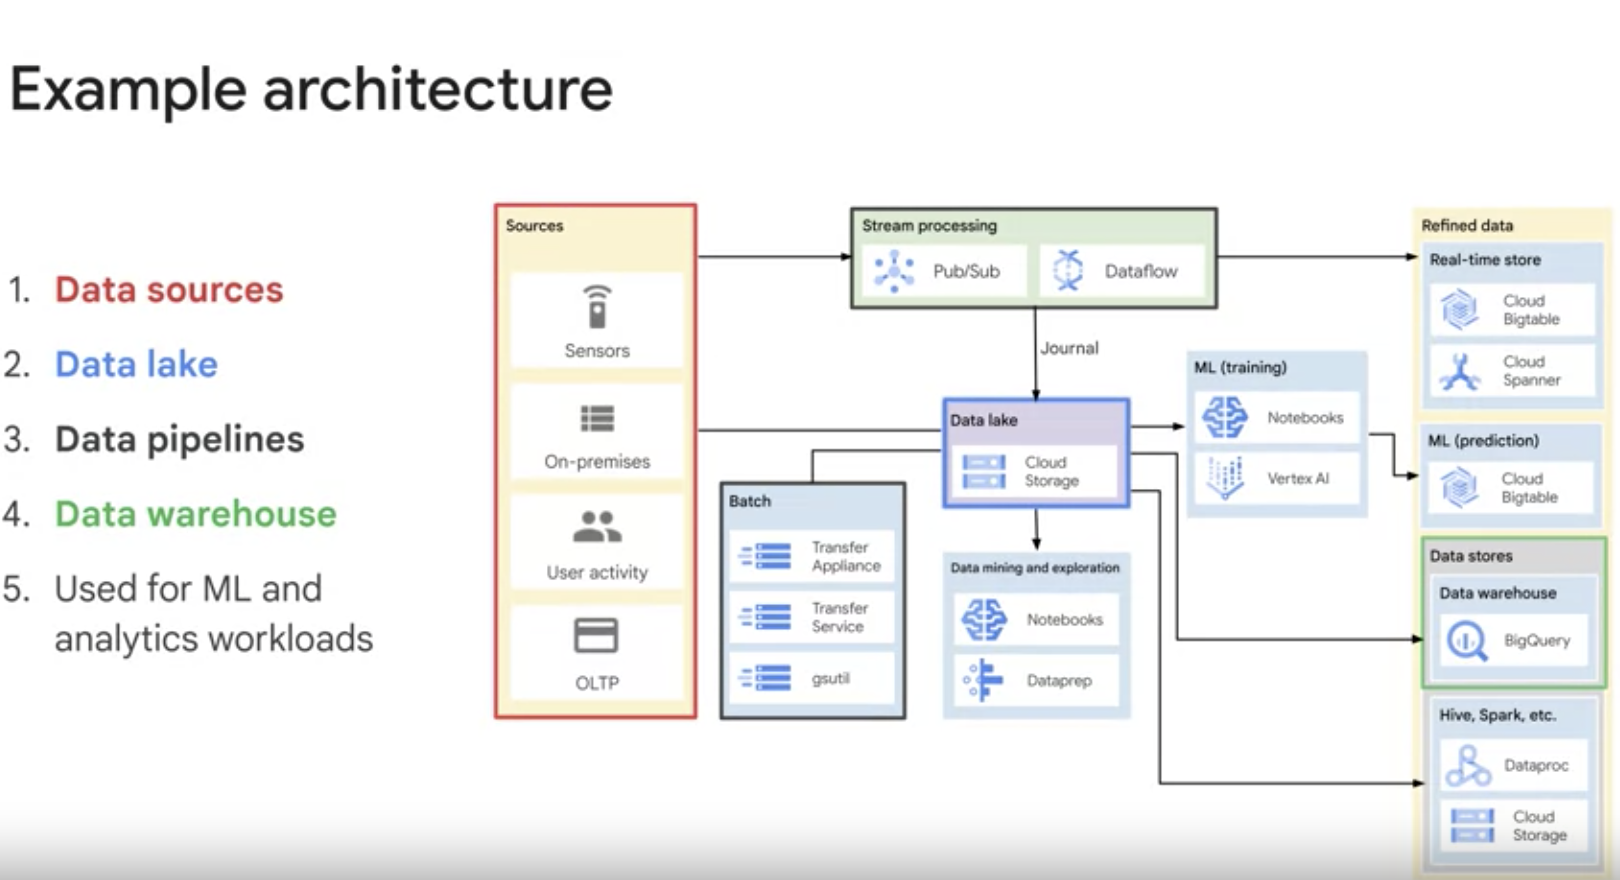 Example architecture
1. Data sources
2. Data lake
3. Data pipelines
4. Data warehouse
5. Used for ML and
analytics workloads
Sources
Sensors
On-premises
User activity
OLTP
Stream processing
Pub/Sub
Dataflow
Journal
Data lake
Cloud
Storage
Batch
Transfer
Appliance
Transfer
Service
gsutil
Data mining and exploration
Notebooks
Dataprep
ML (training)
Notebooks
Vertex AI
Refined data
Real-time store
Cloud
Bigtable
Cloud
Spanner
ML (prediction)
Cloud
Bigtable
Data stores
Data warehouse
BigQuery
Hive, Spark, etc.
Dataproc
Cloud
Storage